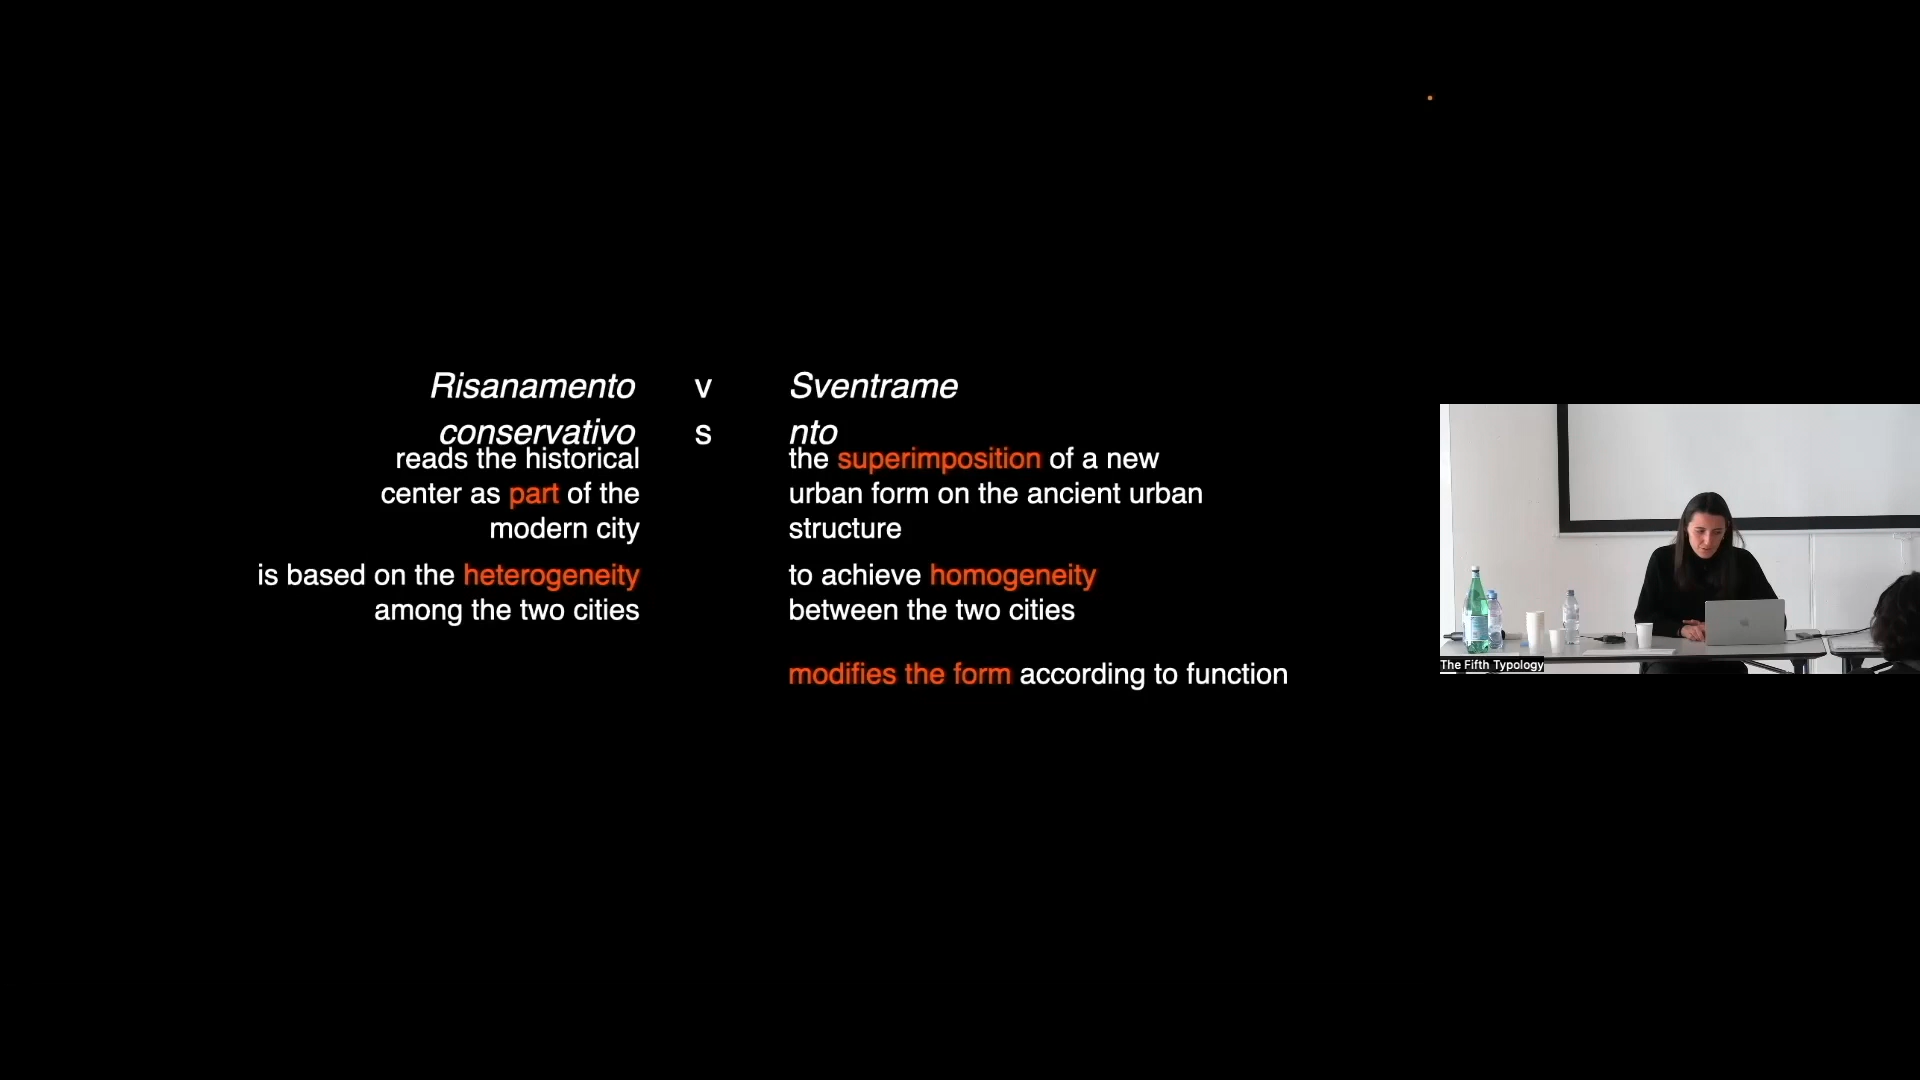 Risanamento
conservativo
v
s
Sventrame
nto
reads the historical
center as part of the
modern city
the superimposition of a new
urban form on the ancient urban
structure
is based on the heterogeneity
among the two cities
to achieve homogeneity
between the two cities
modifies the form according to function
The Fifth Typology